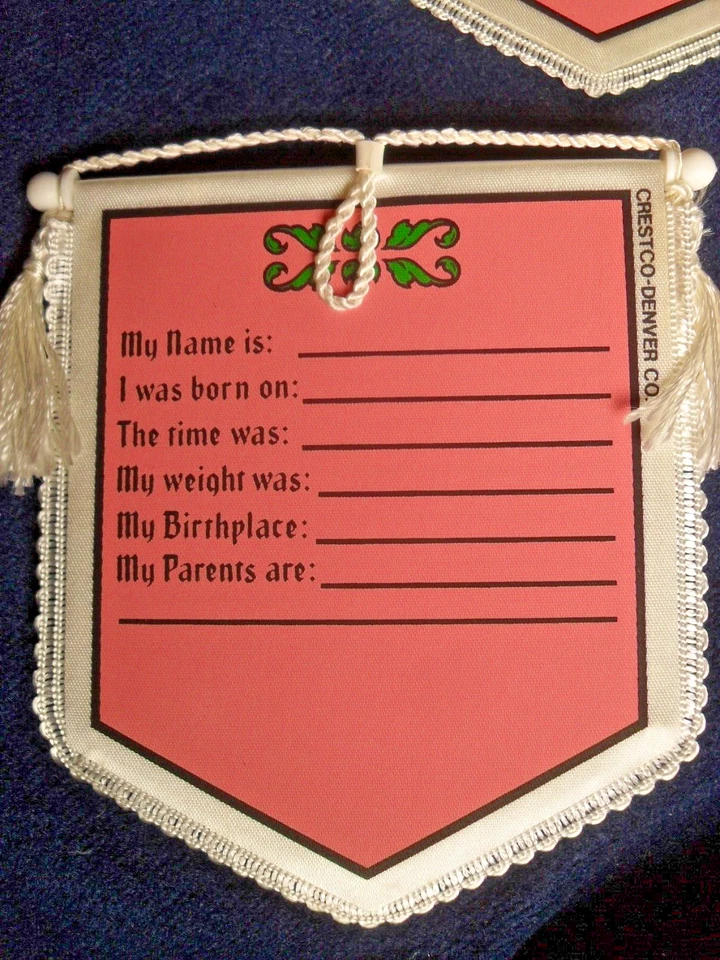 My Name is:
I was born on:
The time was:
My weight was:
My Birthplace:
My Parents are:
CRESTCO-DENVER CO.